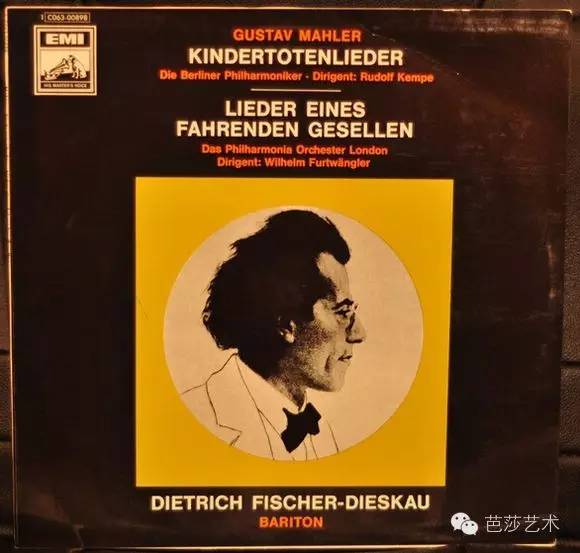 1 C063-00898
EMI
HIS MASTER'S VOICE
GUSTAV MAHLER
KINDERTOTENLIEDER
Die Berliner Philharmoniker · Dirigent: Rudolf Kempe
LIEDER EINES
FAHRENDEN GESELLEN
Das Philharmonia Orchester London
Dirigent: Wilhelm Furtwängler
DIETRICH FISCHER-DIESKAU
BARITON
芭莎艺术